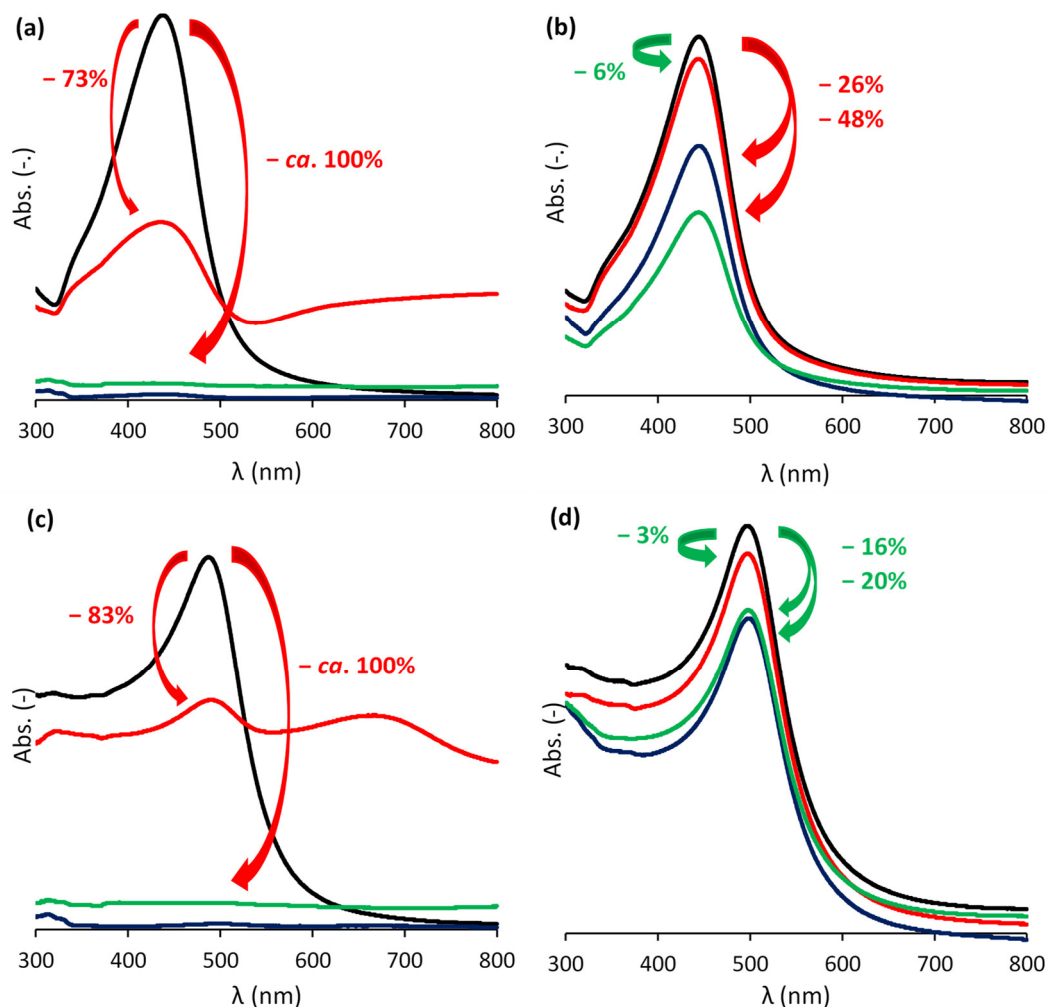 (a)
– 73%
– ca. 100%
Abs. (-.)
300 400 500 600 700 800
λ (nm)
(b)
– 6%
– 26%
– 48%
Abs. (-.)
300 400 500 600 700 800
λ (nm)
(c)
– 83%
– ca. 100%
Abs. (-)
300 400 500 600 700 800
λ (nm)
(d)
– 3%
– 16%
– 20%
Abs. (-)
300 400 500 600 700 800
λ (nm)